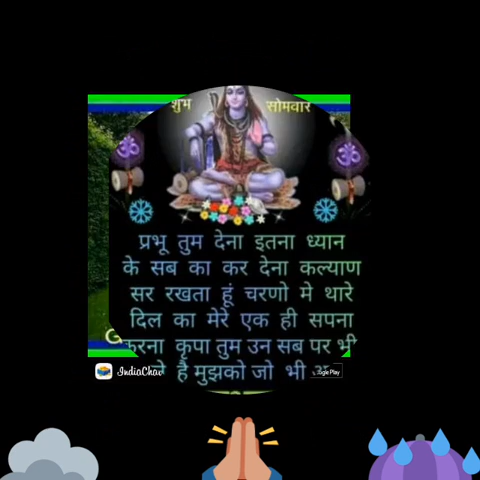 शुभ सोमवार
ॐ ॐ
प्रभू तुम देना इतना ध्यान
के सब का कर देना कल्याण
सर रखता हूं चरणो मे थारे
दिल का मेरे एक ही सपना
करना कृपा तुम उन सब पर भी
है मुझको जो भी
IndiaChat